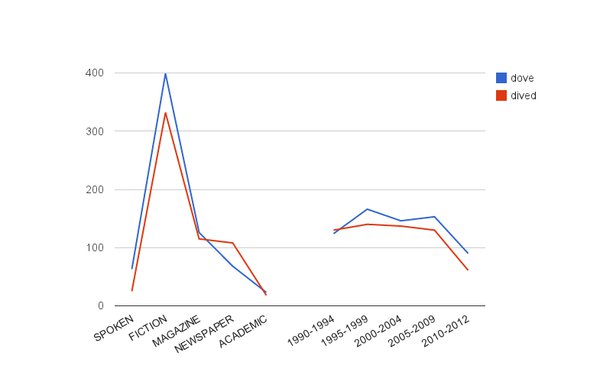 400
300
200
100
0
dove
dived
SPOKEN
FICTION
MAGAZINE
NEWSPAPER
ACADEMIC
1990-1994
1995-1999
2000-2004
2005-2009
2010-2012